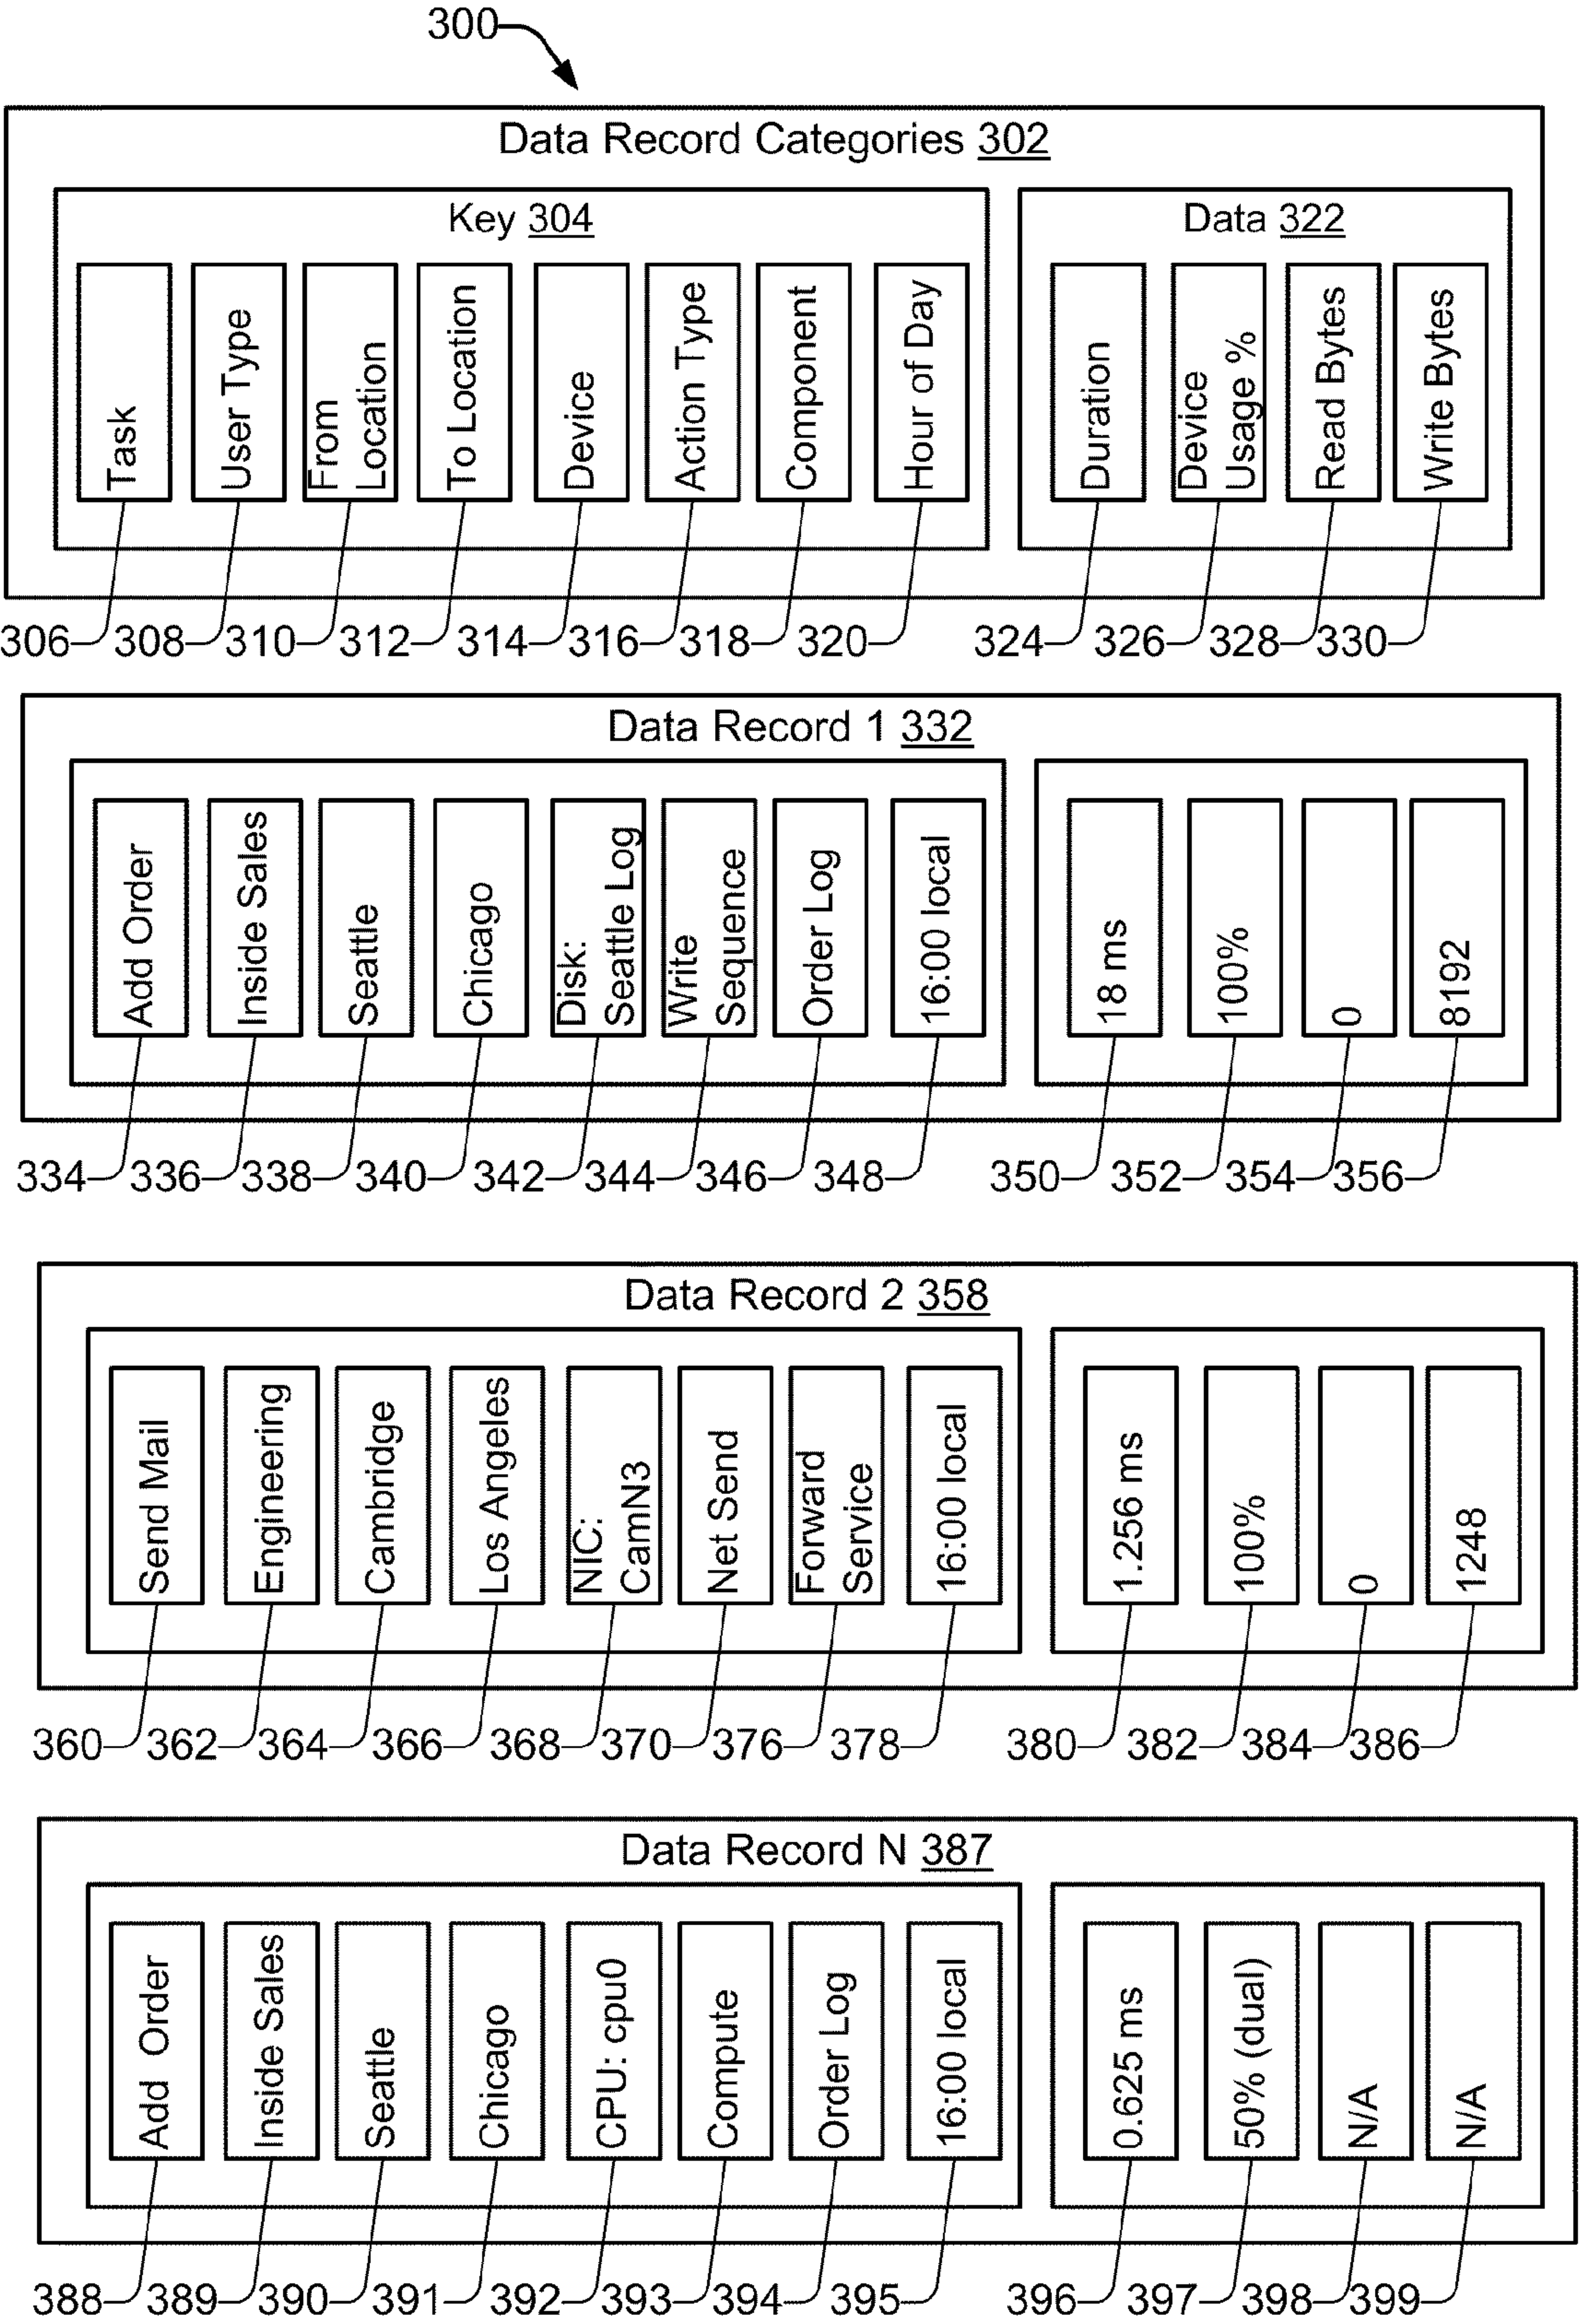 300
Data Record Categories 302
Key 304
Data 322
Task
User Type
From
Location
To Location
Device
Action Type
Component
Hour of Day
Duration
Device
Usage %
Read Bytes
Write Bytes
306 308 310 312 314 316 318 320 324 326 328 330
Data Record 1 332
Add Order
Inside Sales
Seattle
Chicago
Disk:
Seattle Log
Write
Sequence
Order Log
16:00 local
18 ms
100%
0
8192
334 336 338 340 342 344 346 348 350 352 354 356
Data Record 2 358
Send Mail
Engineering
Cambridge
Los Angeles
NIC:
CamN3
Net Send
Forward
Service
16:00 local
1.256 ms
100%
0
1248
360 362 364 366 368 370 376 378 380 382 384 386
Data Record N 387
Add Order
Inside Sales
Seattle
Chicago
CPU: cpu0
Compute
Order Log
16:00 local
0.625 ms
50% (dual)
N/A
N/A
388 389 390 391 392 393 394 395 396 397 398 399